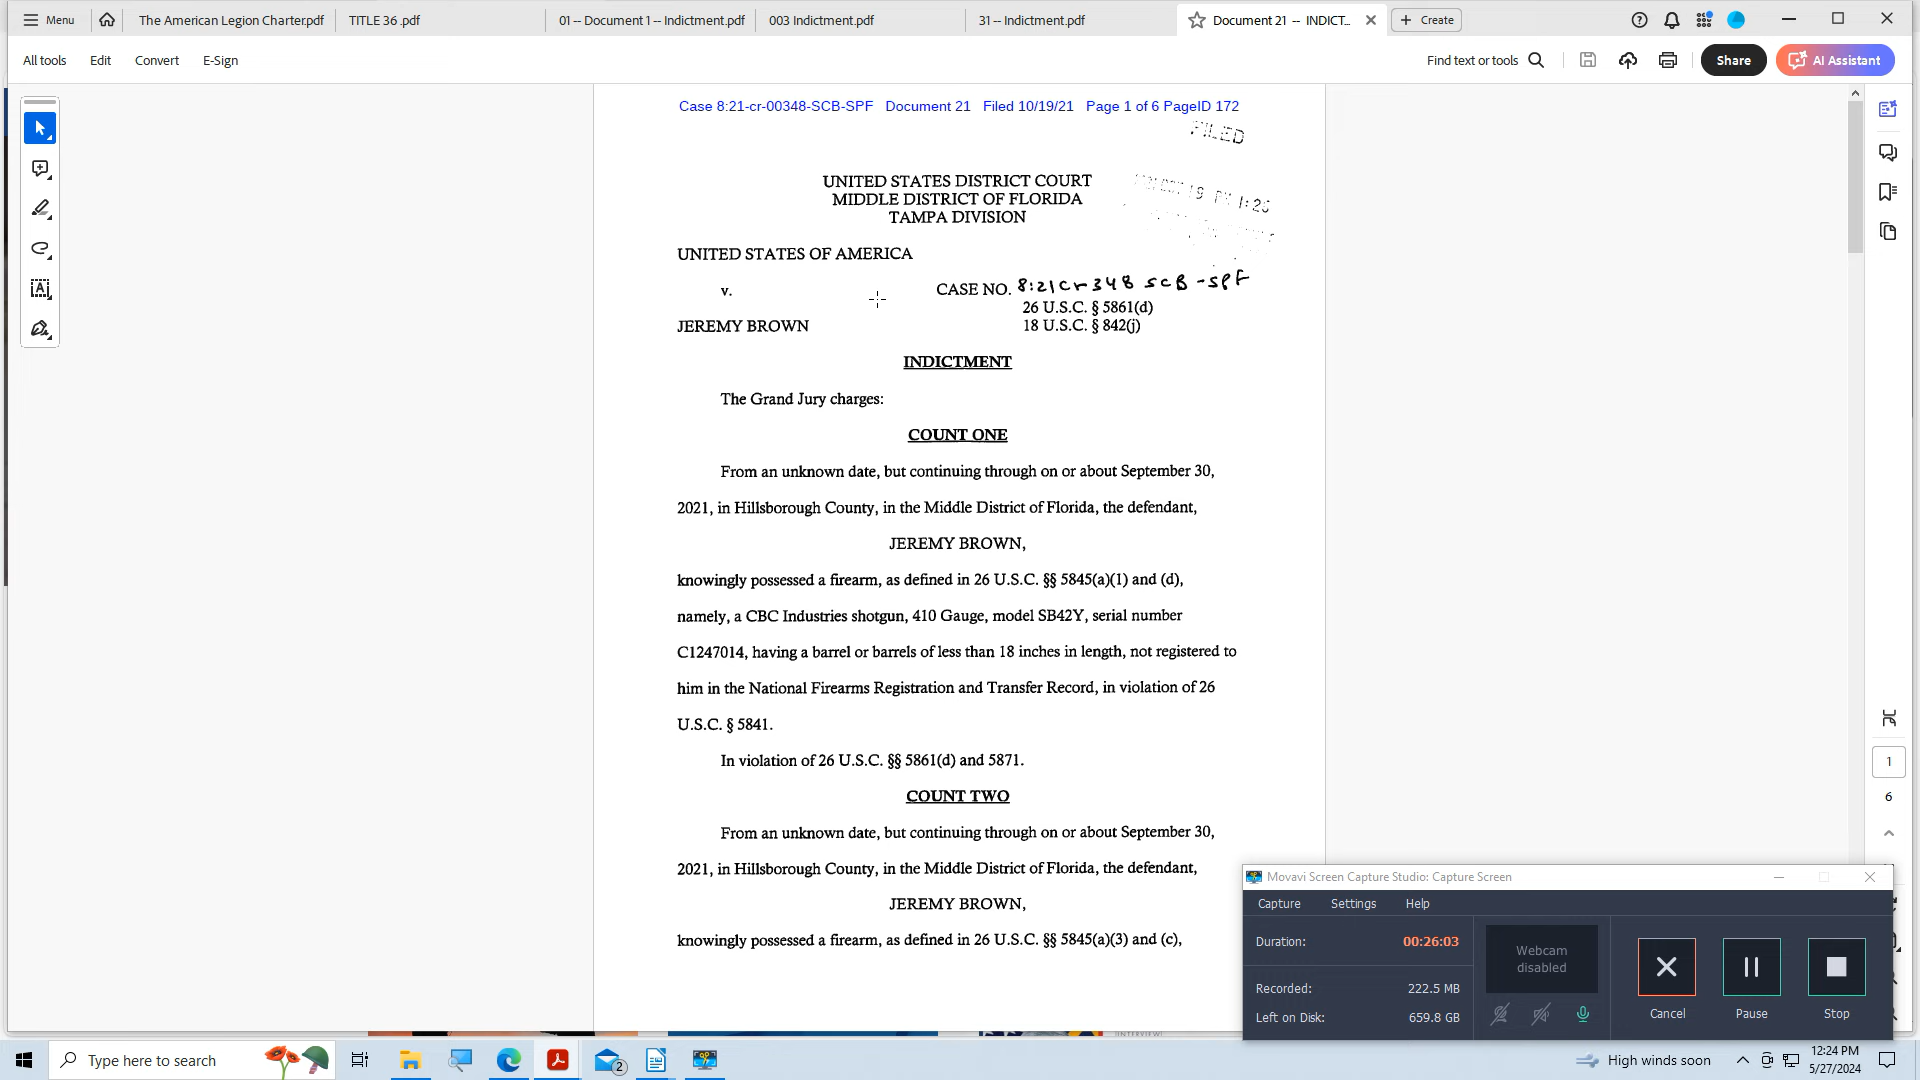 Menu
The American Legion Charter.pdf
TITLE 36 .pdf
01 -- Document 1 -- Indictment.pdf
003 Indictment.pdf
31 -- Indictment.pdf
Document 21 -- INDICT...
Create
All tools
Edit
Convert
E-Sign
Find text or tools
Share
AI Assistant
Case 8:21-cr-00348-SCB-SPF Document 21 Filed 10/19/21 Page 1 of 6 PageID 172
FILED
19 PM 1:26
UNITED STATES DISTRICT COURT
MIDDLE DISTRICT OF FLORIDA
TAMPA DIVISION
UNITED STATES OF AMERICA
v.
CASE NO. 8:21cr348 SCB-SPF
26 U.S.C. § 5861(d)
JEREMY BROWN
18 U.S.C. § 842(j)
INDICTMENT
The Grand Jury charges:
COUNT ONE
From an unknown date, but continuing through on or about September 30,
2021, in Hillsborough County, in the Middle District of Florida, the defendant,
JEREMY BROWN,
knowingly possessed a firearm, as defined in 26 U.S.C. §§ 5845(a)(1) and (d),
namely, a CBC Industries shotgun, 410 Gauge, model SB42Y, serial number
C1247014, having a barrel or barrels of less than 18 inches in length, not registered to
him in the National Firearms Registration and Transfer Record, in violation of 26
U.S.C. § 5841.
In violation of 26 U.S.C. §§ 5861(d) and 5871.
COUNT TWO
From an unknown date, but continuing through on or about September 30,
2021, in Hillsborough County, in the Middle District of Florida, the defendant,
JEREMY BROWN,
knowingly possessed a firearm, as defined in 26 U.S.C. §§ 5845(a)(3) and (c),
1
6
Movavi Screen Capture Studio: Capture Screen
Capture
Settings
Help
Duration:
00:26:03
Webcam
disabled
Recorded:
222.5 MB
Left on Disk:
659.8 GB
Cancel
Pause
Stop
INTERVIEW
Type here to search
2
High winds soon
12:24 PM
5/27/2024